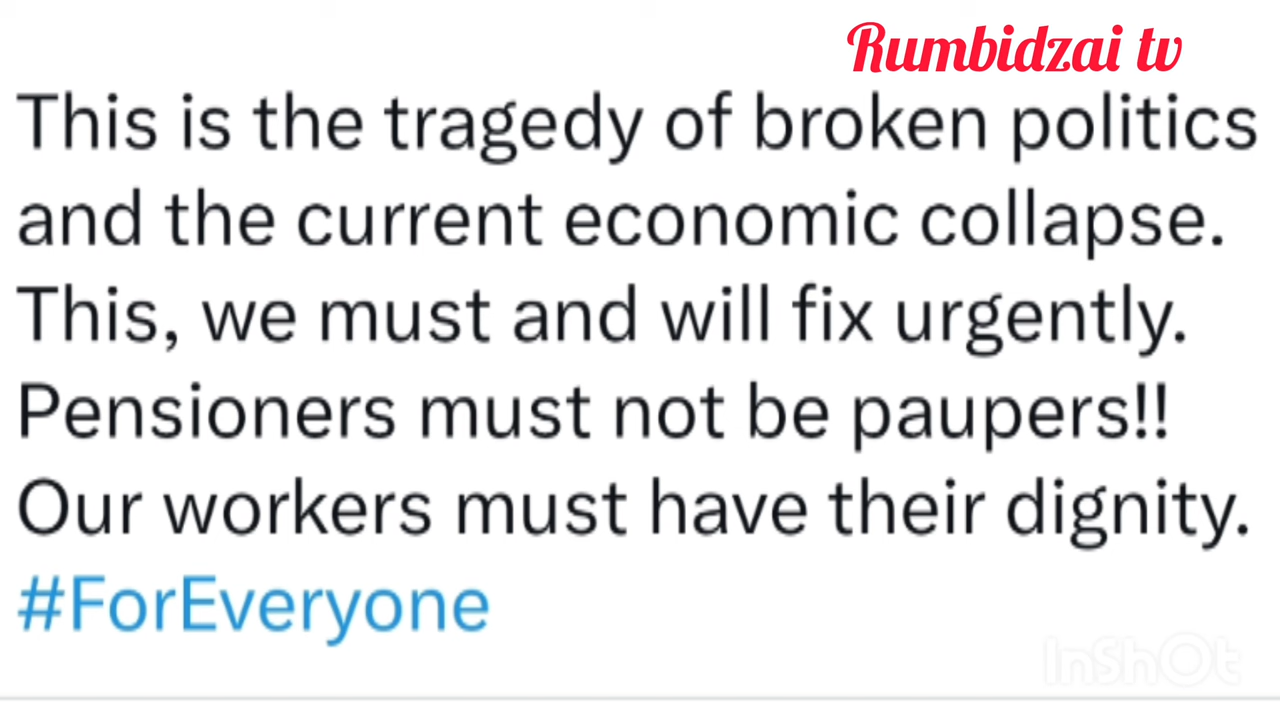 Rumbidzai tv
This is the tragedy of broken politics
and the current economic collapse.
This, we must and will fix urgently.
Pensioners must not be paupers!!
Our workers must have their dignity.
#ForEveryone
InShOt